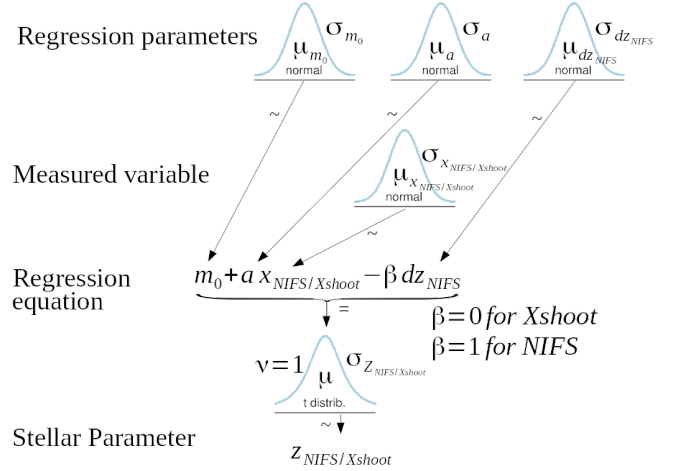 Regression parameters
μ_{m_0} σ_{m_0}
normal
μ_a σ_a
normal
μ_{dz_{NIFS}} σ_{dz_{NIFS}}
normal
~ ~ ~
Measured variable
μ_{x_{NIFS/Xshoot}} σ_{x_{NIFS/Xshoot}}
normal
~
Regression
equation
m_0 + a x_{NIFS/Xshoot} − β dz_{NIFS}
=
β=0 for Xshoot
β=1 for NIFS
ν=1 μ σ_{Z_{NIFS/Xshoot}}
t distrib.
~
Stellar Parameter
z_{NIFS/Xshoot}